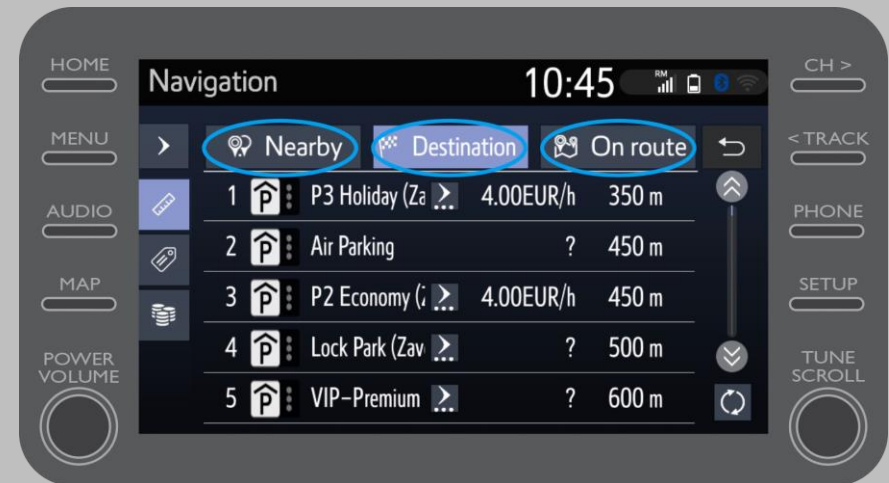 HOME
MENU
AUDIO
MAP
POWER
VOLUME
Navigation 10:45 RM
Nearby Destination On route
1 P P3 Holiday (Za 4.00EUR/h 350 m
2 P Air Parking ? 450 m
3 P P2 Economy (z 4.00EUR/h 450 m
4 P Lock Park (Zav ? 500 m
5 P VIP-Premium ? 600 m
CH >
< TRACK
PHONE
SETUP
TUNE
SCROLL